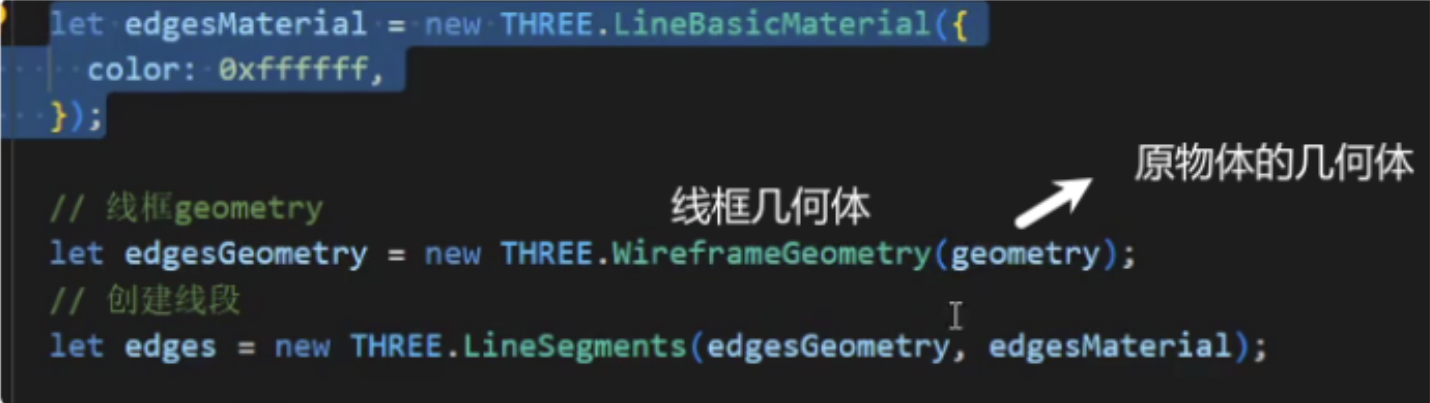 let edgesMaterial = new THREE.LineBasicMaterial({
color: 0xffffff,
});
原物体的几何体
// 线框geometry
线框几何体
let edgesGeometry = new THREE.WireframeGeometry(geometry);
// 创建线段
let edges = new THREE.LineSegments(edgesGeometry, edgesMaterial);